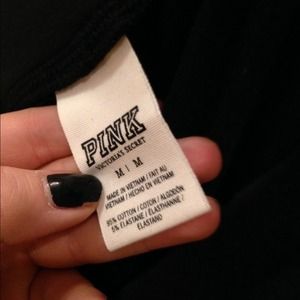 PINK
VICTORIA'S SECRET
M | M
MADE IN VIETNAM / FAIT AU
VIETNAM / HECHO EN VIETNAM
95% COTTON / COTON / ALGODÓN,
5% ELASTANE / ÉLASTHANNE /
ELASTANO